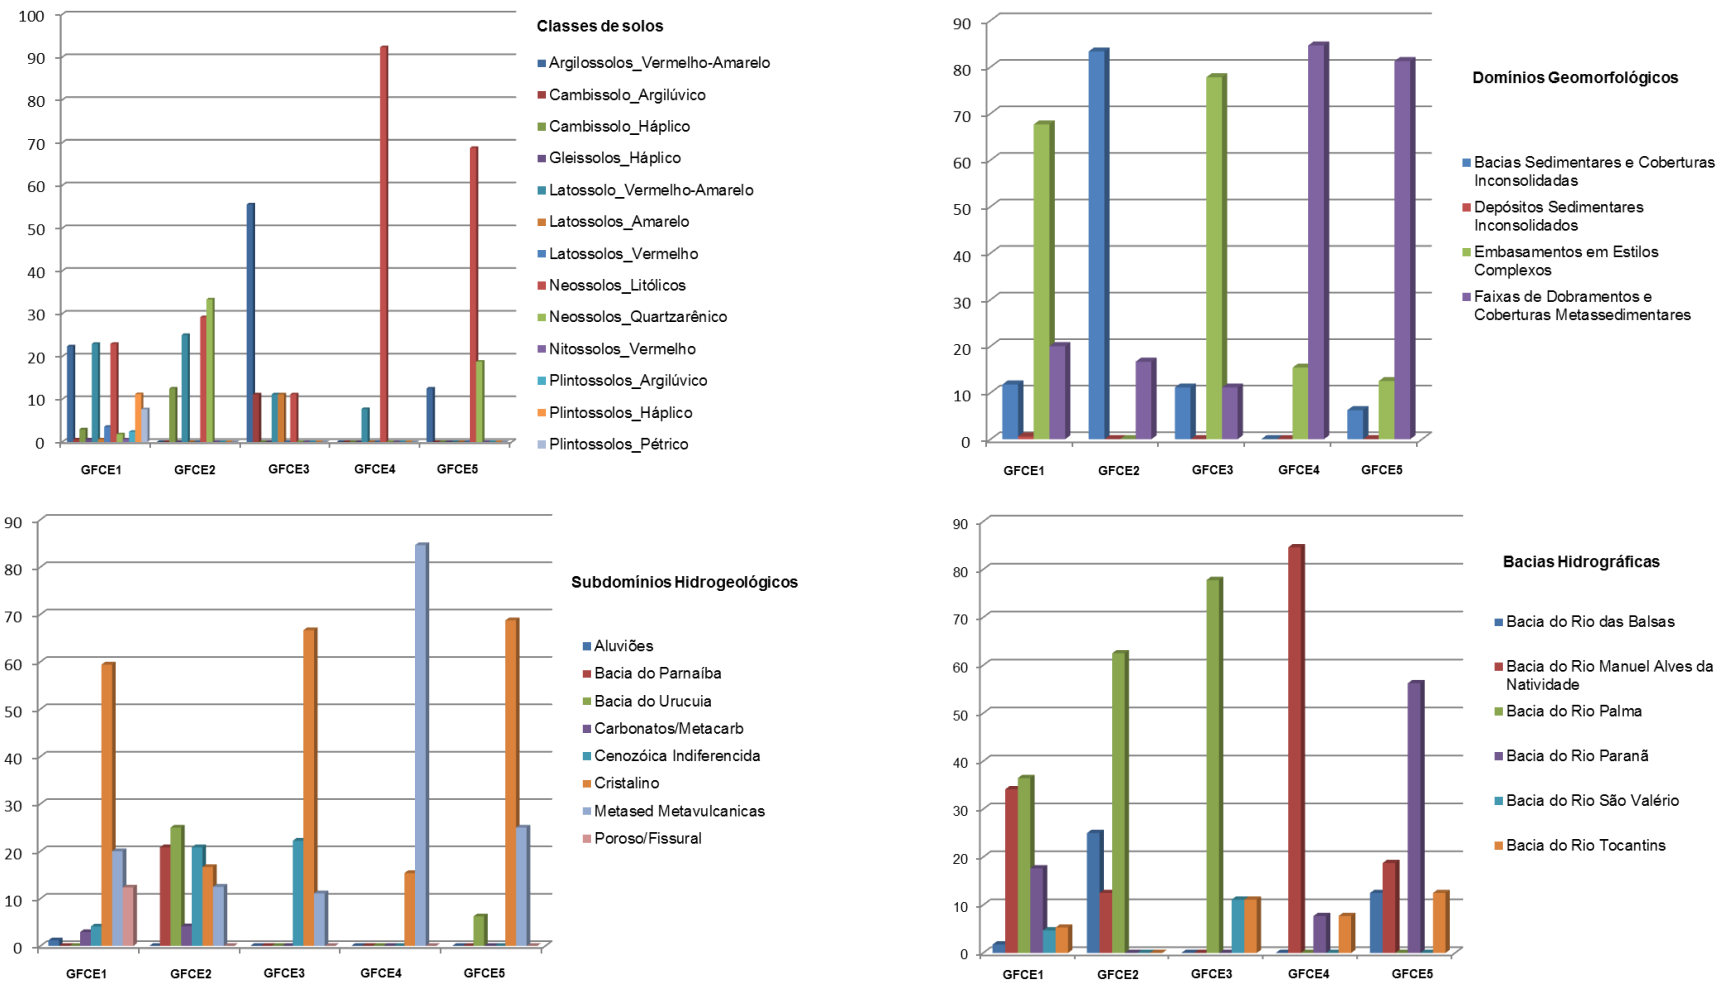 Classes de solos
100
90
80
70
60
50
40
30
20
10
0
GFCE1
GFCE2
GFCE3
GFCE4
GFCE5
Argilossolos_Vermelho-Amarelo
Cambissolo_Argilúvico
Cambissolo_Háplico
Gleissolos_Háplico
Latossolo_Vermelho-Amarelo
Latossolos_Amarelo
Latossolos_Vermelho
Neossolos_Litólicos
Neossolos_Quartzarênico
Nitossolos_Vermelho
Plintossolos_Argilúvico
Plintossolos_Háplico
Plintossolos_Pétrico
Domínios Geomorfológicos
90
80
70
60
50
40
30
20
10
0
GFCE1
GFCE2
GFCE3
GFCE4
GFCE5
Bacias Sedimentares e Coberturas
Inconsolidadas
Depósitos Sedimentares
Inconsolidados
Embasamentos em Estilos
Complexos
Faixas de Dobramentos e
Coberturas Metassedimentares
Subdomínios Hidrogeológicos
90
80
70
60
50
40
30
20
10
0
GFCE1
GFCE2
GFCE3
GFCE4
GFCE5
Aluviões
Bacia do Parnaíba
Bacia do Urucuia
Carbonatos/Metacarb
Cenozóica Indiferencida
Cristalino
Metased Metavulcanicas
Poroso/Fissural
Bacias Hidrográficas
90
80
70
60
50
40
30
20
10
0
GFCE1
GFCE2
GFCE3
GFCE4
GFCE5
Bacia do Rio das Balsas
Bacia do Rio Manuel Alves da
Natividade
Bacia do Rio Palma
Bacia do Rio Paranã
Bacia do Rio São Valério
Bacia do Rio Tocantins